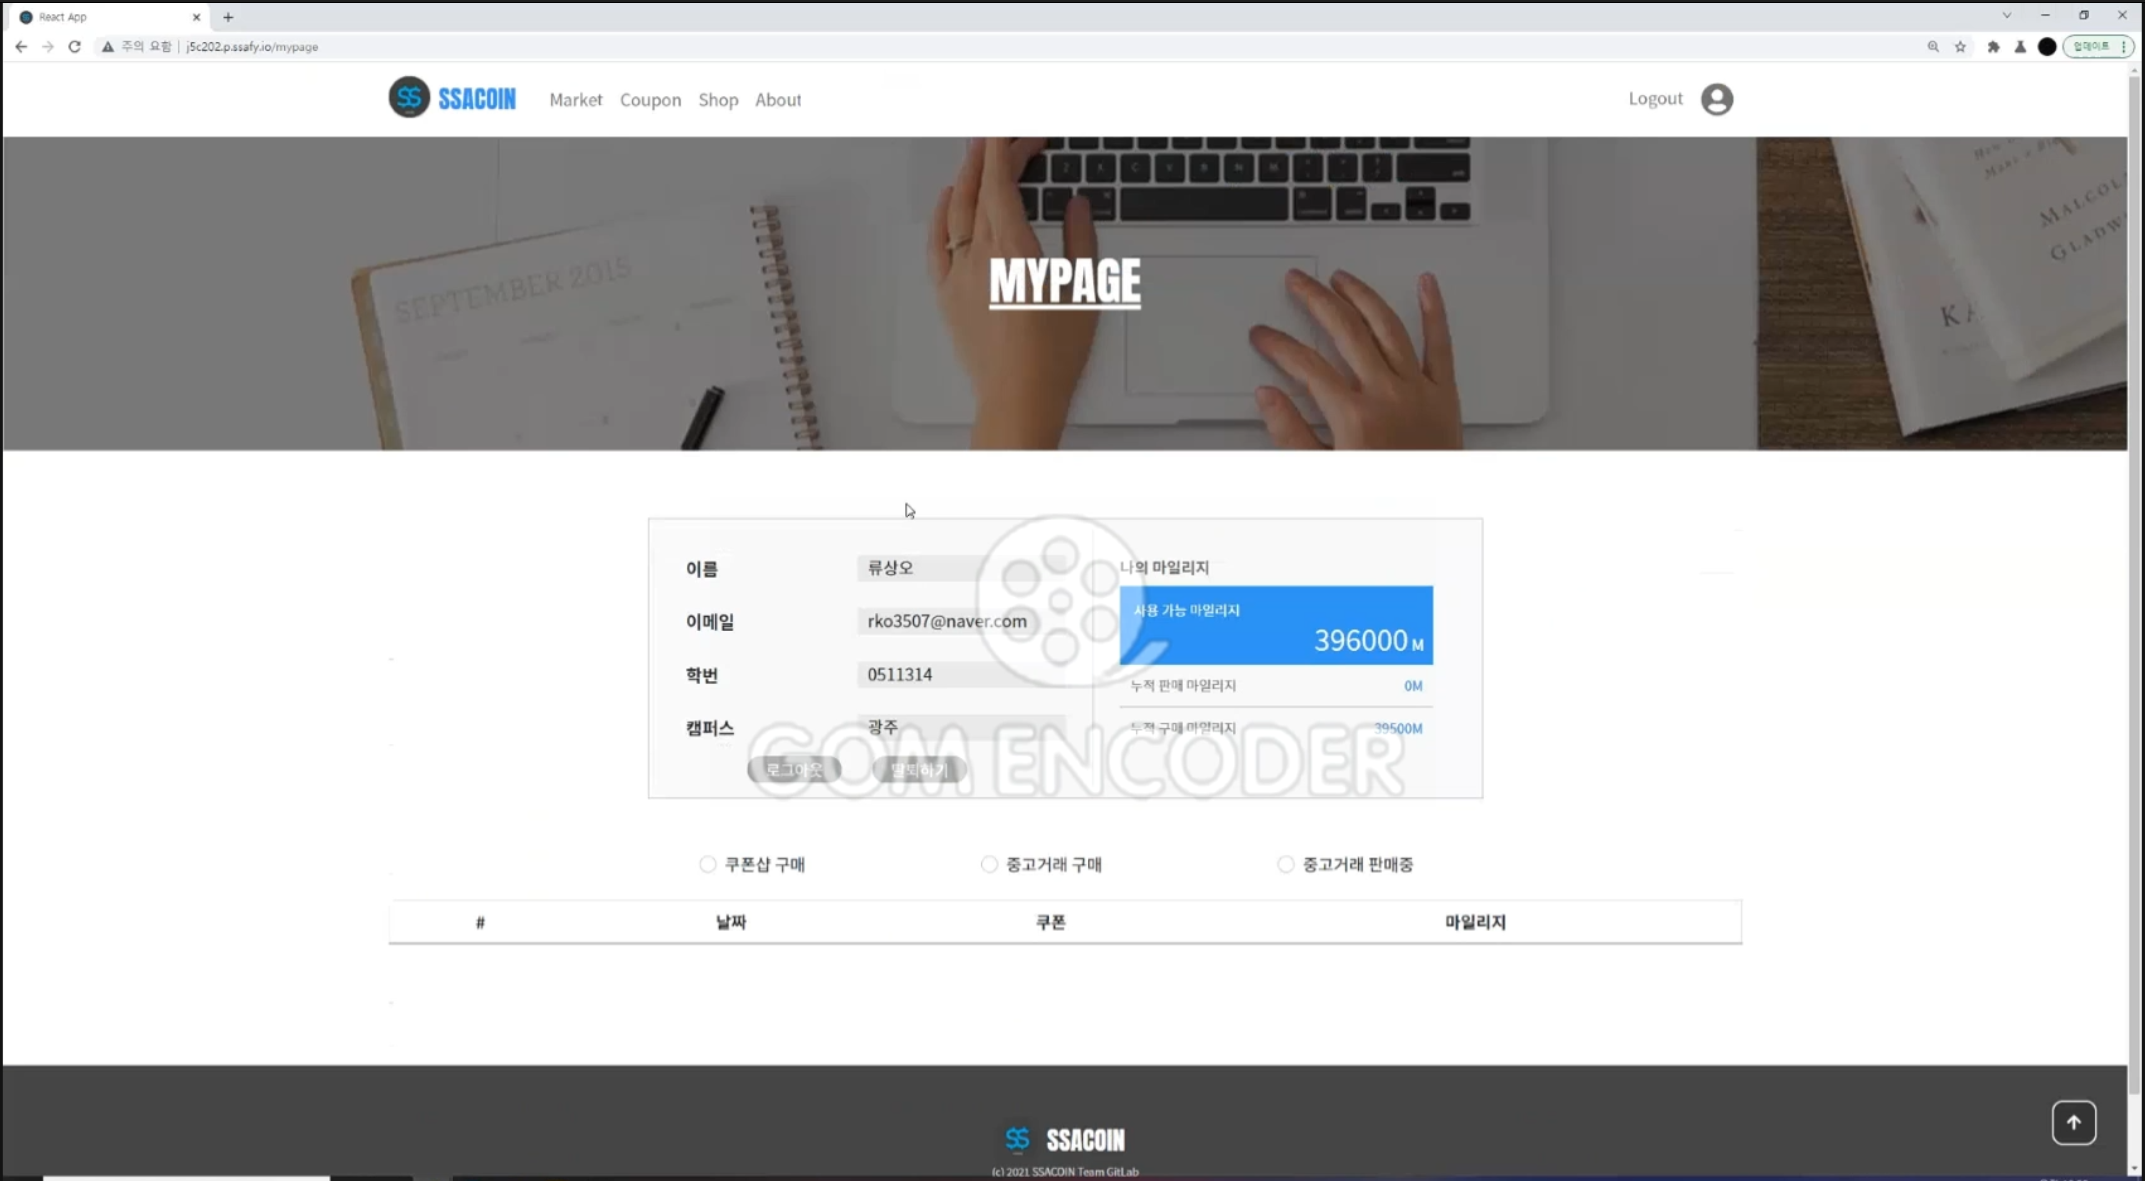 React App
주의 요함 | j5c202.p.ssafy.io/mypage
업데이트
SSACOIN Market Coupon Shop About Logout
SEPTEMBER 2015
MALCOL
GLADW
MYPAGE
이름 류상오
이메일 rko3507@naver.com
학번 0511314
캠퍼스 광주
로그아웃 탈퇴하기
나의 마일리지
사용 가능 마일리지
396000 M
누적 판매 마일리지 0M
누적 구매 마일리지 39500M
GOM ENCODER
쿠폰샵 구매 중고거래 구매 중고거래 판매중
# 날짜 쿠폰 마일리지
SSACOIN
(c) 2021 SSACOIN Team GitLab